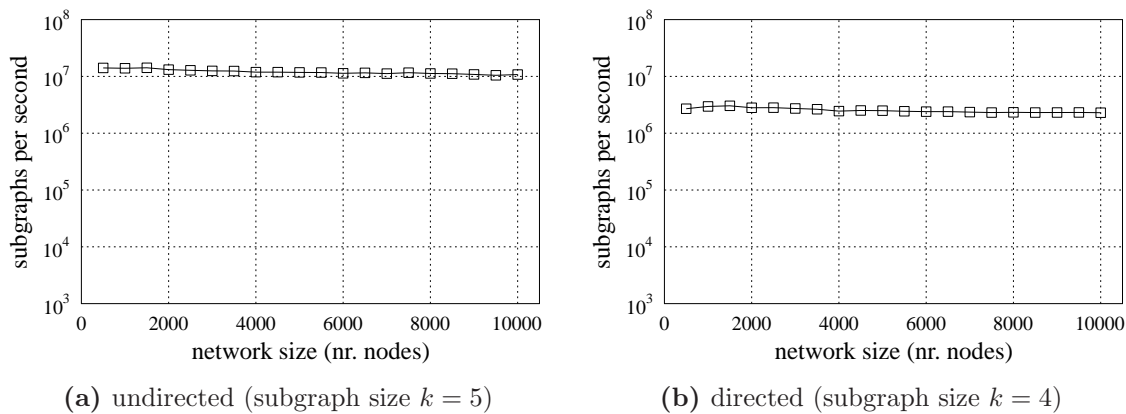 10^8
10^7
10^6
10^5
10^4
10^3
subgraphs per second
0 2000 4000 6000 8000 10000
network size (nr. nodes)
(a) undirected (subgraph size k = 5)
10^8
10^7
10^6
10^5
10^4
10^3
subgraphs per second
0 2000 4000 6000 8000 10000
network size (nr. nodes)
(b) directed (subgraph size k = 4)